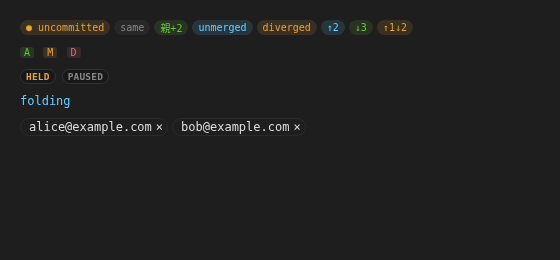 ● uncommitted same 親+2 unmerged diverged ↑2 ↓3 ↑1↓2
A M D
HELD PAUSED
folding
alice@example.com × bob@example.com ×